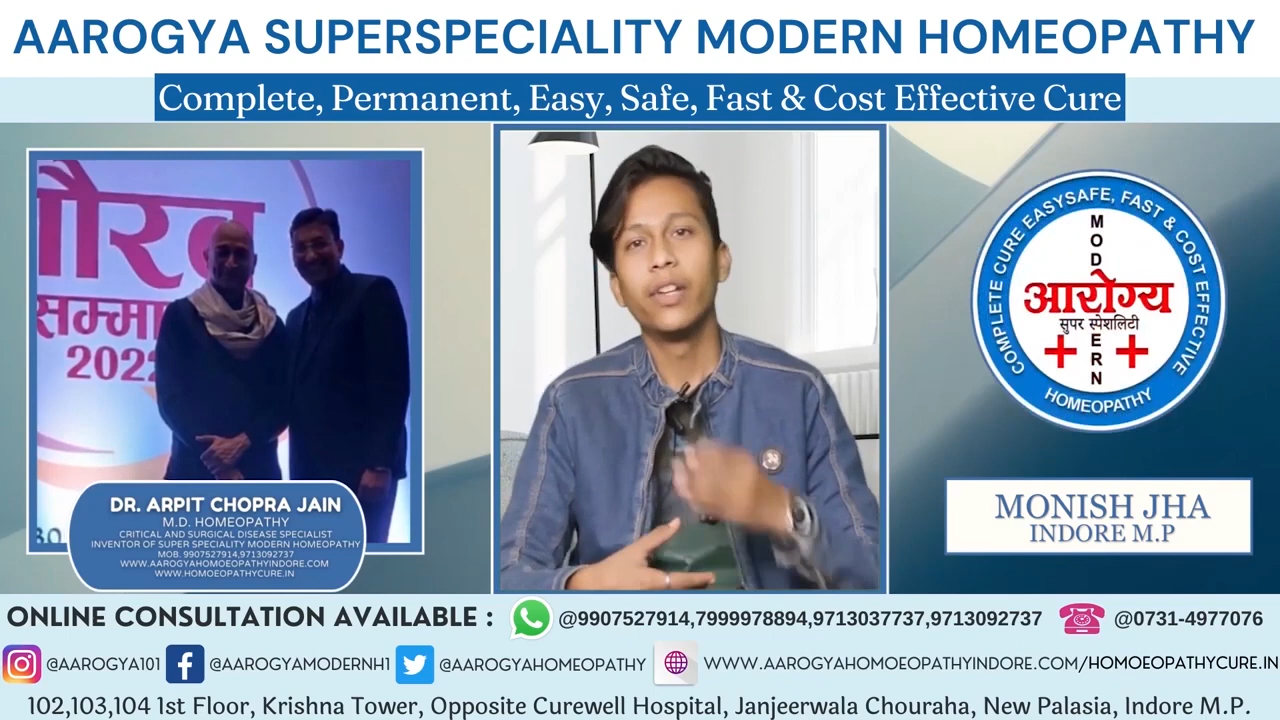 AAROGYA SUPERSPECIALITY MODERN HOMEOPATHY
Complete, Permanent, Easy, Safe, Fast & Cost Effective Cure
गौरव
सम्मा
2022
30
DR. ARPIT CHOPRA JAIN
M.D. HOMEOPATHY
CRITICAL AND SURGICAL DISEASE SPECIALIST
INVENTOR OF SUPER SPECIALITY MODERN HOMEOPATHY
MOB. 9907527914,9713092737
WWW.AAROGYAHOMOEOPATHYINDORE.COM
WWW.HOMOEOPATHYCURE.IN
COMPLETE CURE EASYSAFE, FAST & COST EFFECTIVE
MODERN
आरोग्य
सुपर स्पेशलिटी
HOMEOPATHY
MONISH JHA
INDORE M.P
ONLINE CONSULTATION AVAILABLE : @9907527914,7999978894,9713037737,9713092737 @0731-4977076
@AAROGYA101 @AAROGYAMODERNH1 @AAROGYAHOMEOPATHY WWW.AAROGYAHOMOEOPATHYINDORE.COM/HOMOEOPATHYCURE.IN
102,103,104 1st Floor, Krishna Tower, Opposite Curewell Hospital, Janjeerwala Chouraha, New Palasia, Indore M.P.